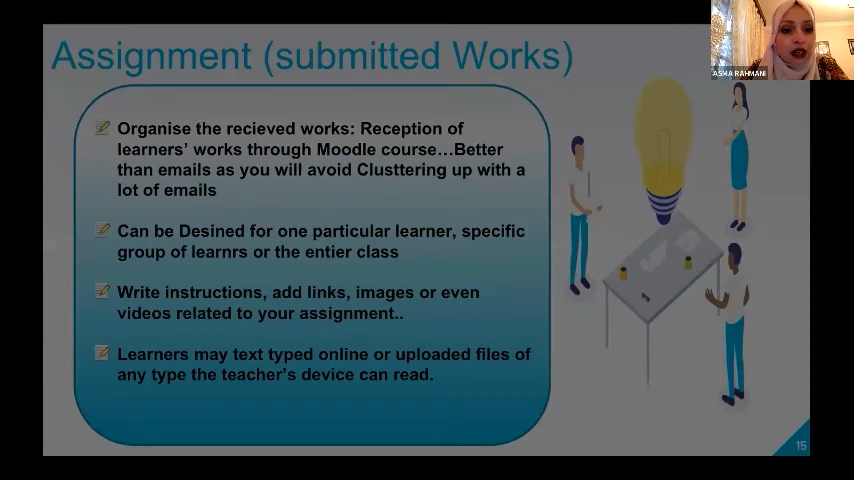 Assignment (submitted Works)
ASMA RAHMANI
Organise the recieved works: Reception of
learners' works through Moodle course...Better
than emails as you will avoid Clusttering up with a
lot of emails
Can be Desined for one particular learner, specific
group of learnrs or the entier class
Write instructions, add links, images or even
videos related to your assignment..
Learners may text typed online or uploaded files of
any type the teacher's device can read.
15